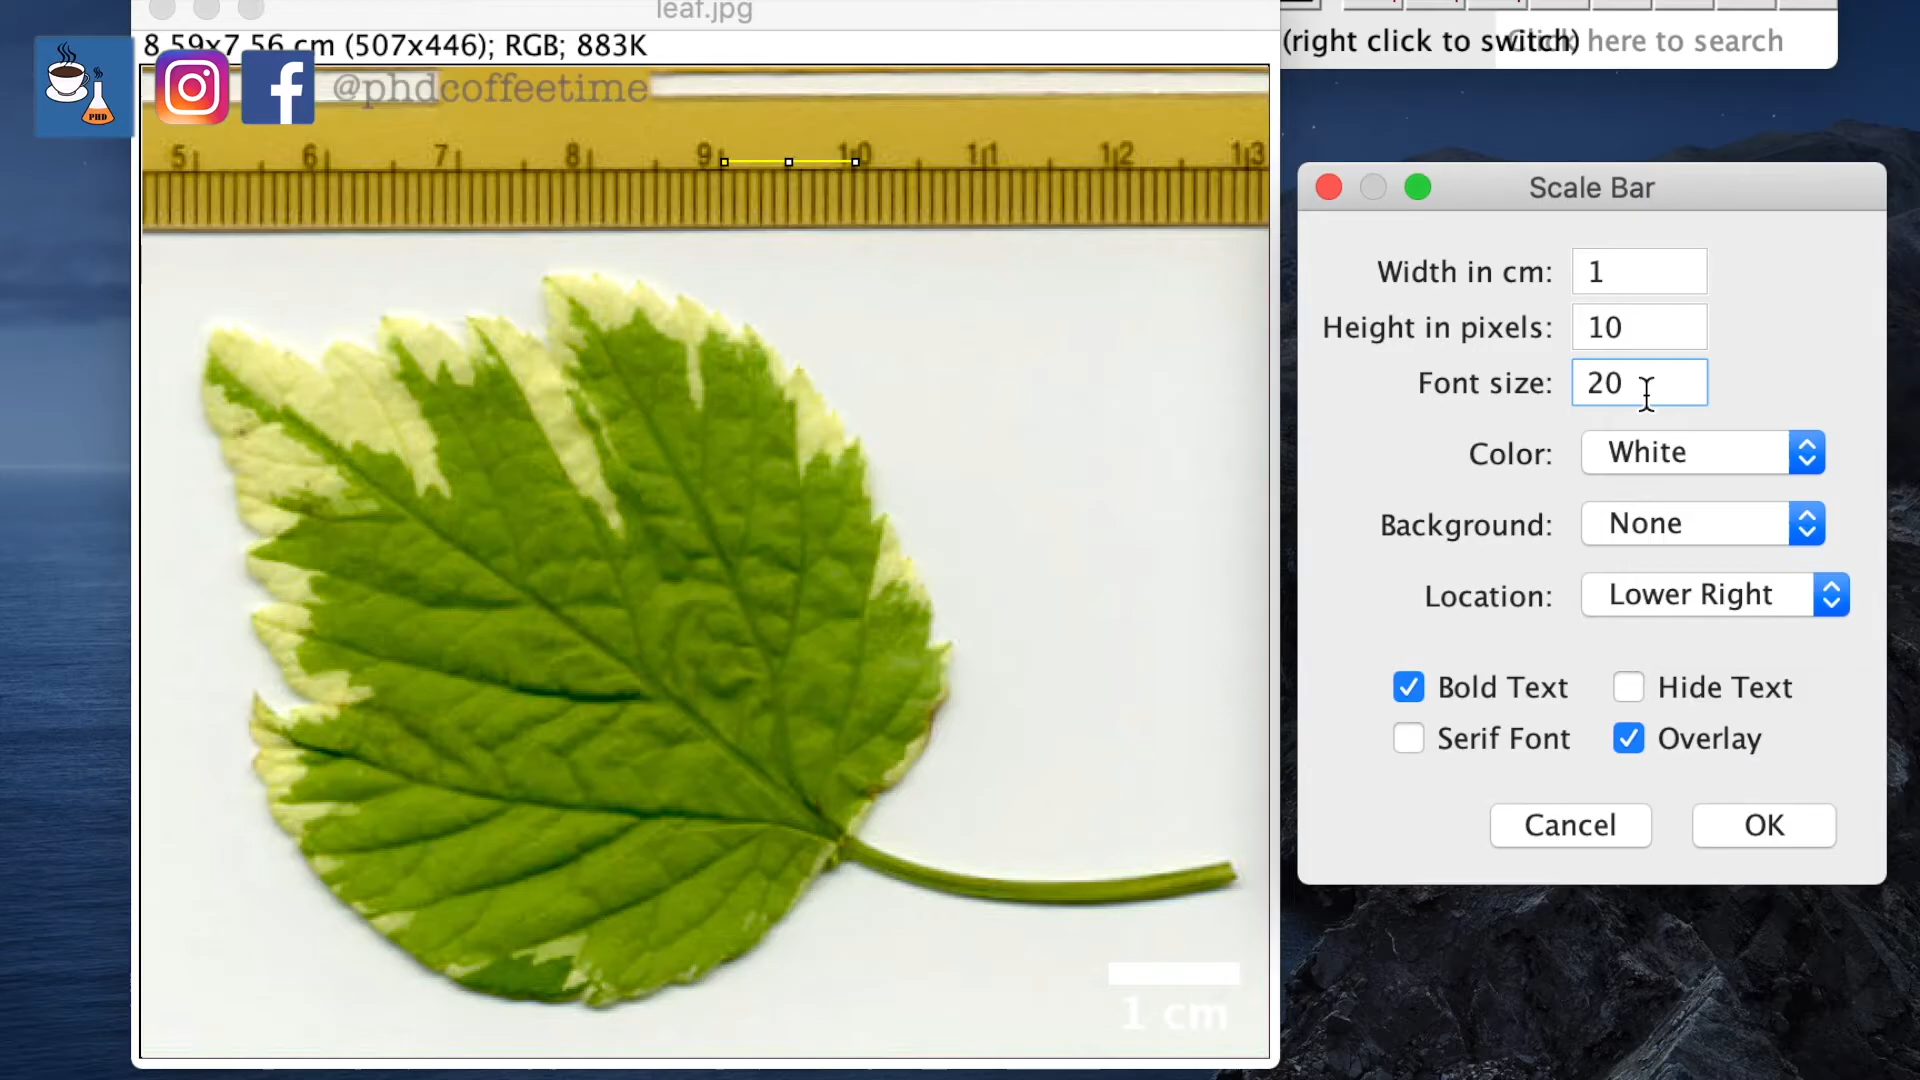 leaf.jpg
8.59x7.56 cm (507x446); RGB; 883K
(right click to switch)
Click here to search
PHD
@phdcoffeetime
5 6 7 8 9 10 11 12 13
1 cm
Scale Bar
Width in cm: 1
Height in pixels: 10
Font size: 20
Color: White
Background: None
Location: Lower Right
Bold Text
Hide Text
Serif Font
Overlay
Cancel
OK